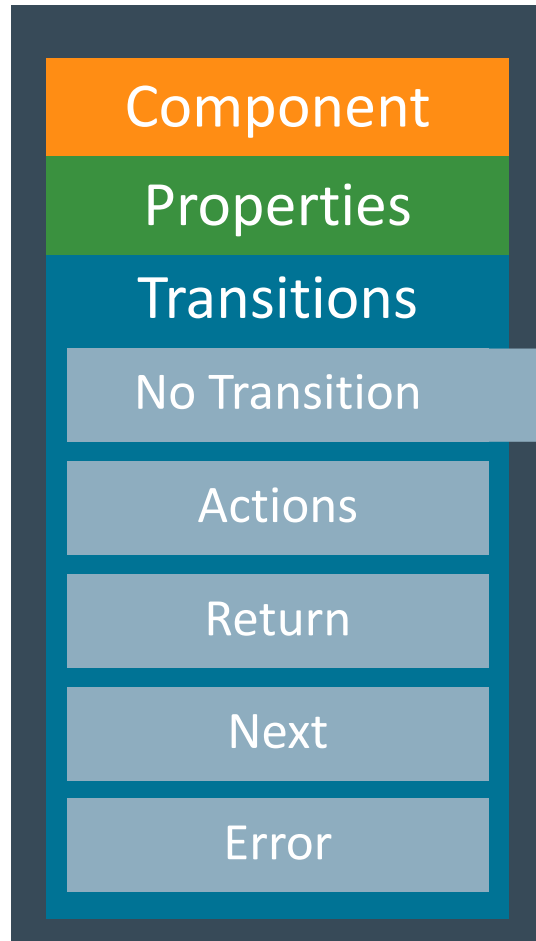 Component
Properties
Transitions
No Transition
Actions
Return
Next
Error